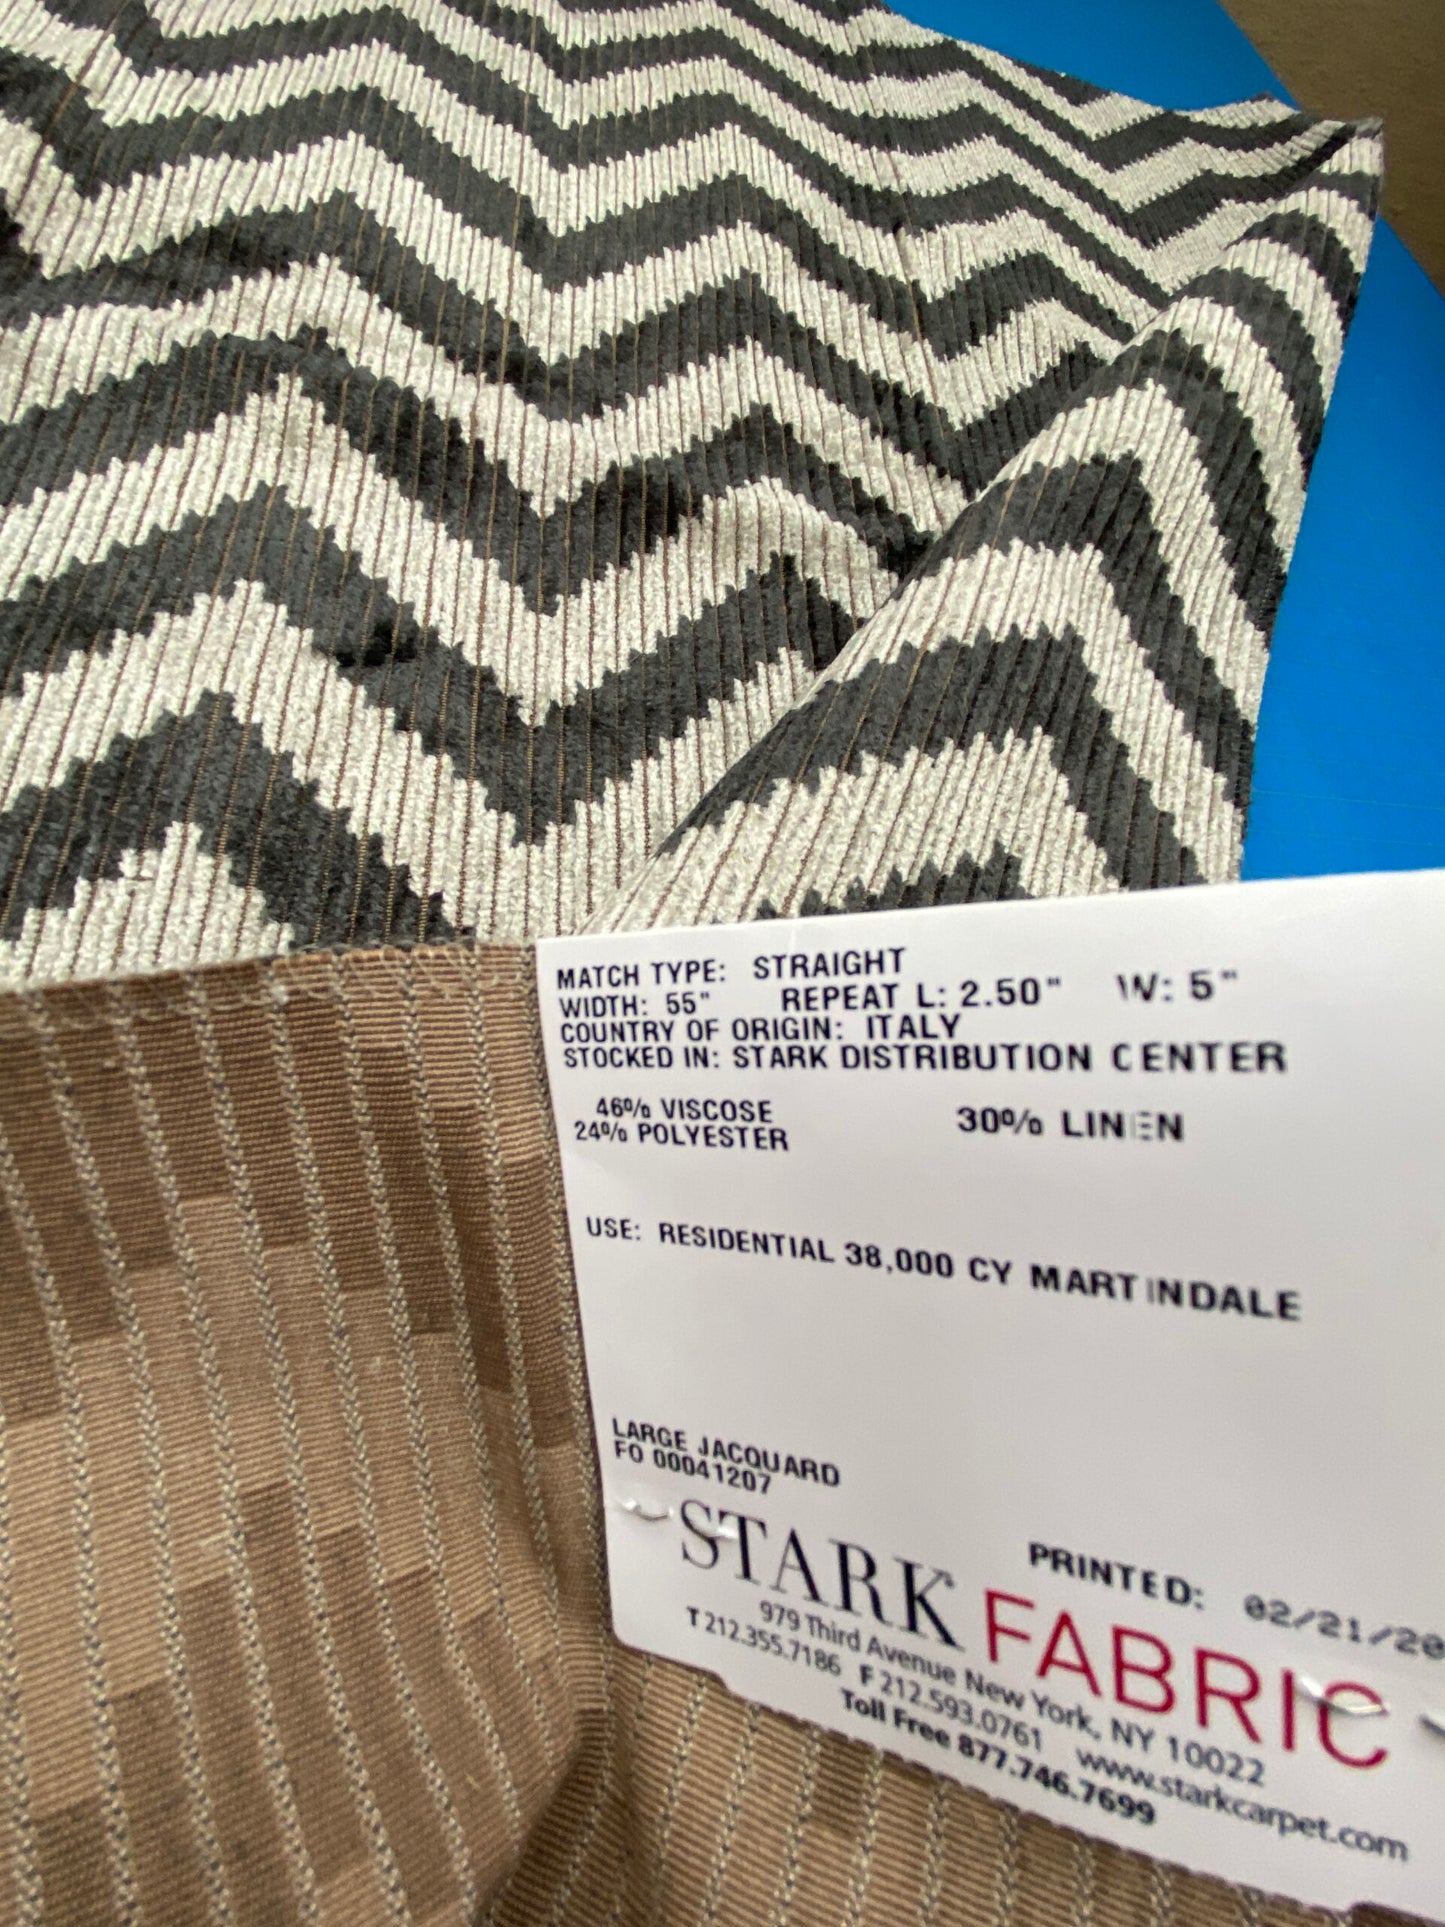 MATCH TYPE: STRAIGHT
WIDTH: 55" REPEAT L: 2.50" W: 5"
COUNTRY OF ORIGIN: ITALY
STOCKED IN: STARK DISTRIBUTION CENTER
46% VISCOSE 30% LINEN
24% POLYESTER
USE: RESIDENTIAL 38,000 CY MARTINDALE
LARGE JACQUARD
FO 00041207
PRINTED: 02/21/20
STARK FABRIC
979 Third Avenue New York, NY 10022
T 212.355.7186 F 212.593.0761 www.starkcarpet.com
Toll Free 877.746.7699